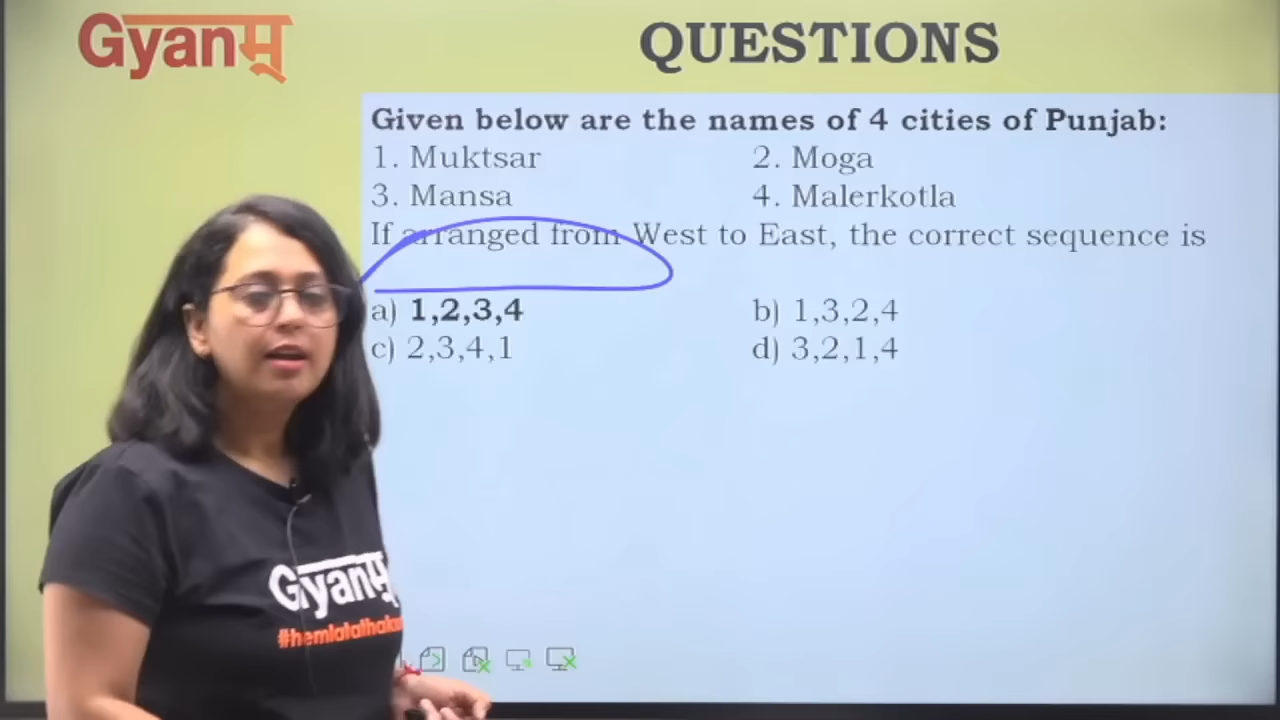 Gyanम्
QUESTIONS
Given below are the names of 4 cities of Punjab:
1. Muktsar 2. Moga
3. Mansa 4. Malerkotla
If arranged from West to East, the correct sequence is
a) 1,2,3,4 b) 1,3,2,4
c) 2,3,4,1 d) 3,2,1,4
Gyanम्
#hemlatathaku